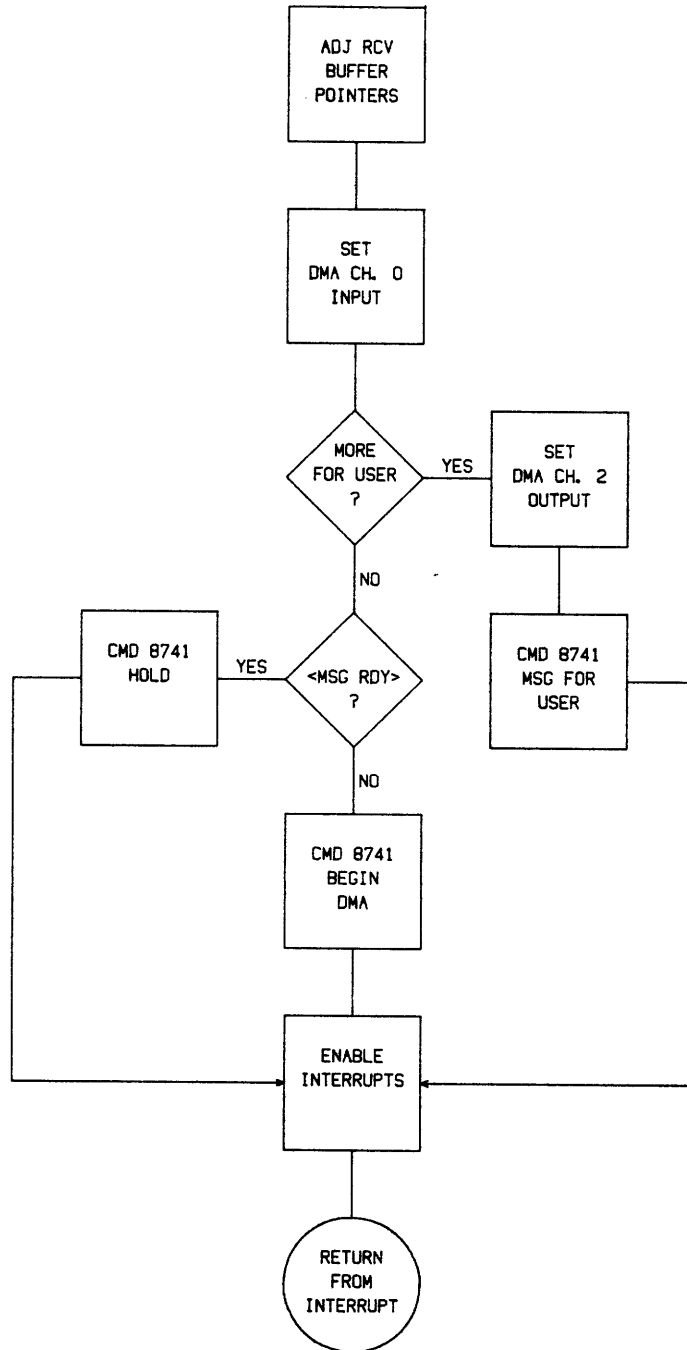 ADJ RCV
BUFFER
POINTERS
SET
DMA CH. 0
INPUT
MORE
FOR USER
?
YES
SET
DMA CH. 2
OUTPUT
NO
CMD 8741
HOLD
YES
<MSG RDY>
?
CMD 8741
MSG FOR
USER
NO
CMD 8741
BEGIN
DMA
ENABLE
INTERRUPTS
RETURN
FROM
INTERRUPT